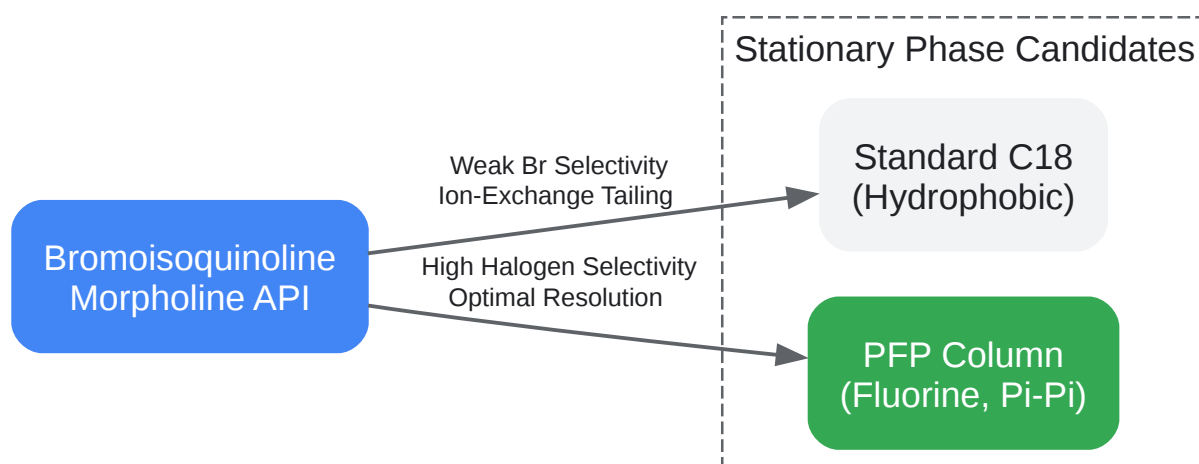 Stationary Phase Candidates
Standard C18
(Hydrophobic)
Weak Br Selectivity
Ion-Exchange Tailing
Bromoisoquinoline
Morpholine API
High Halogen Selectivity
Optimal Resolution
PFP Column
(Fluorine, Pi-Pi)